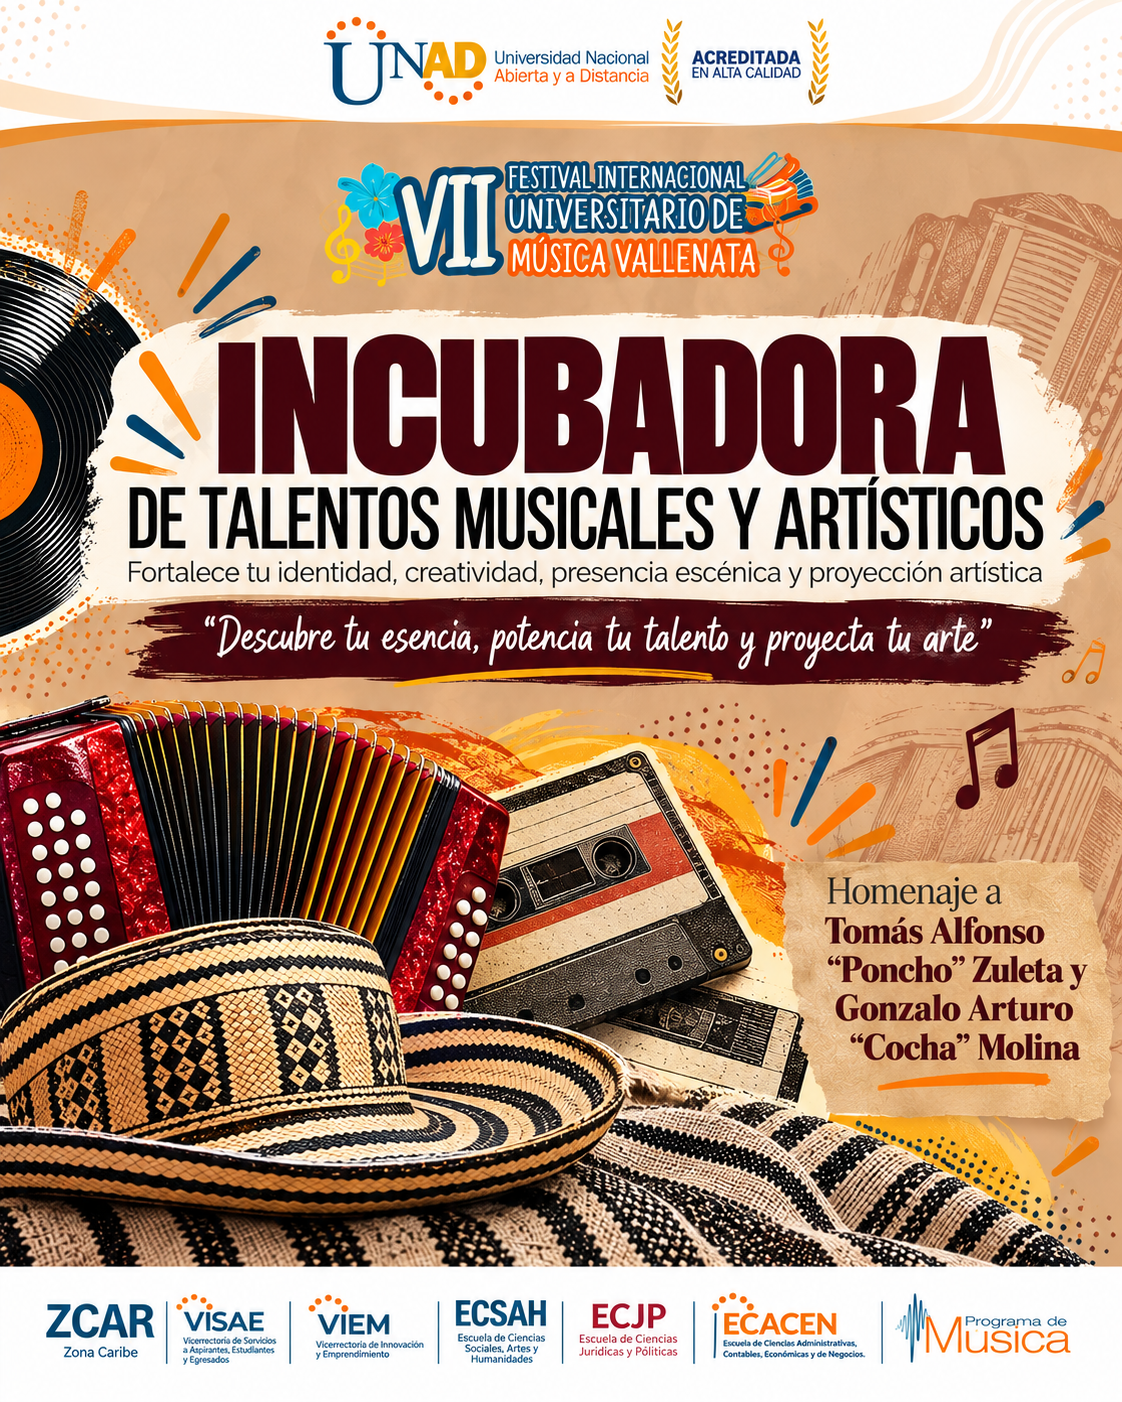 UNAD
Universidad Nacional
Abierta y a Distancia
ACREDITADA
EN ALTA CALIDAD
VII
FESTIVAL INTERNACIONAL
UNIVERSITARIO DE
MÚSICA VALLENATA
INCUBADORA
DE TALENTOS MUSICALES Y ARTÍSTICOS
Fortalece tu identidad, creatividad, presencia escénica y proyección artística
“Descubre tu esencia, potencia tu talento y proyecta tu arte”
Homenaje a
Tomás Alfonso
“Poncho” Zuleta y
Gonzalo Arturo
“Cocha” Molina
ZCAR
Zona Caribe
VISAE
Vicerrectoría de Servicios
a Aspirantes, Estudiantes
y Egresados
VIEM
Vicerrectoría de Innovación
y Emprendimiento
ECSAH
Escuela de Ciencias
Sociales, Artes y
Humanidades
ECJP
Escuela de Ciencias
Jurídicas y Póliticas
ECACEN
Escuela de Ciencias Administrativas,
Contables, Económicas y de Negocios.
Programa de
Música